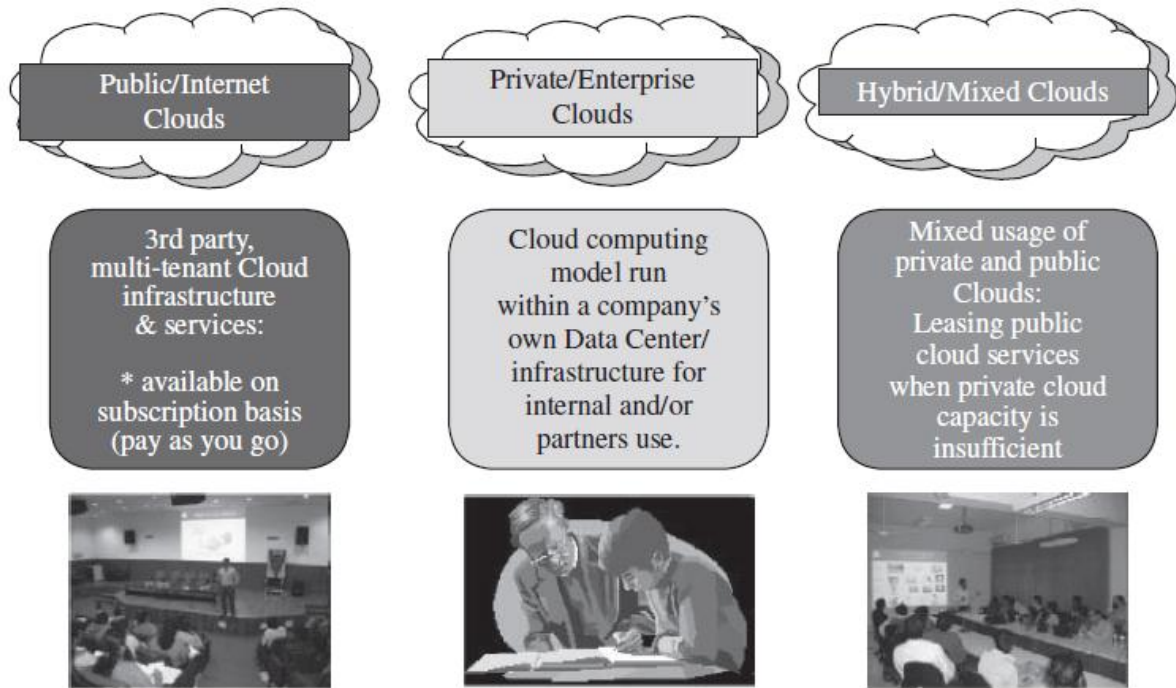 Public/Internet
Clouds
Private/Enterprise
Clouds
Hybrid/Mixed Clouds
3rd party,
multi-tenant Cloud
infrastructure
& services:
* available on
subscription basis
(pay as you go)
Cloud computing
model run
within a company’s
own Data Center/
infrastructure for
internal and/or
partners use.
Mixed usage of
private and public
Clouds:
Leasing public
cloud services
when private cloud
capacity is
insufficient